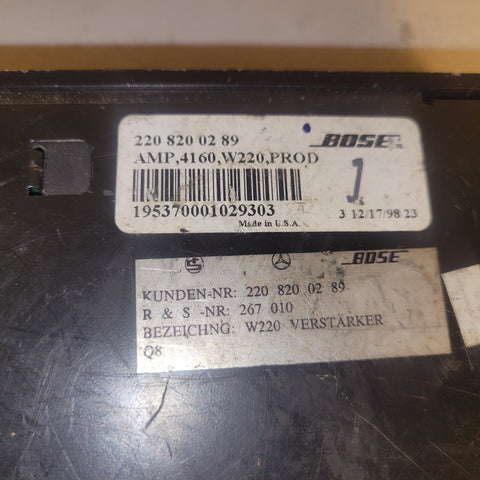 220 820 02 89 BOSE
AMP,4160,W220,PROD
195370001029303 3 12/17/98 23
Made in U.S.A.
BOSE
KUNDEN-NR: 220 820 02 89
R & S -NR: 267 010
BEZEICHNG: W220 VERSTÄRKER
Q8